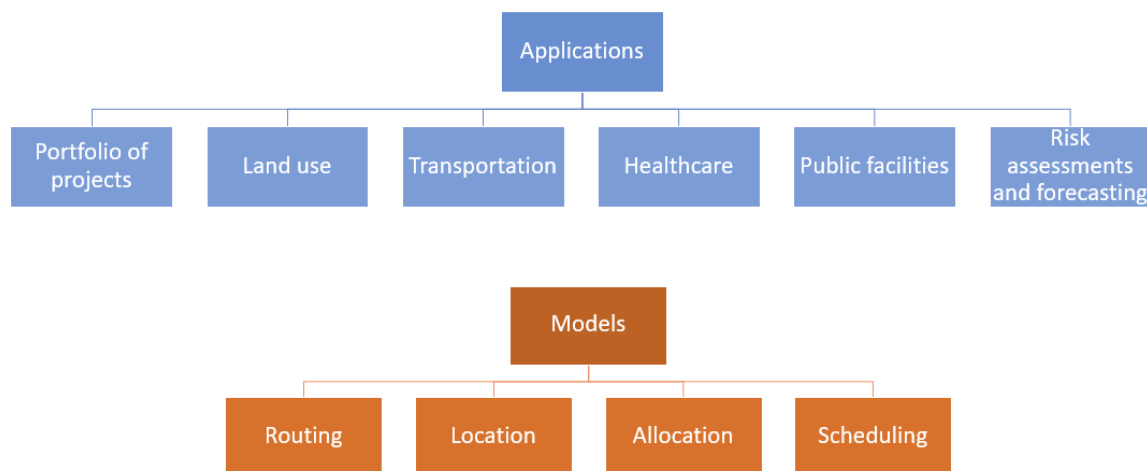 Applications
Portfolio of
projects
Land use
Transportation
Healthcare
Public facilities
Risk
assessments
and forecasting
Models
Routing
Location
Allocation
Scheduling